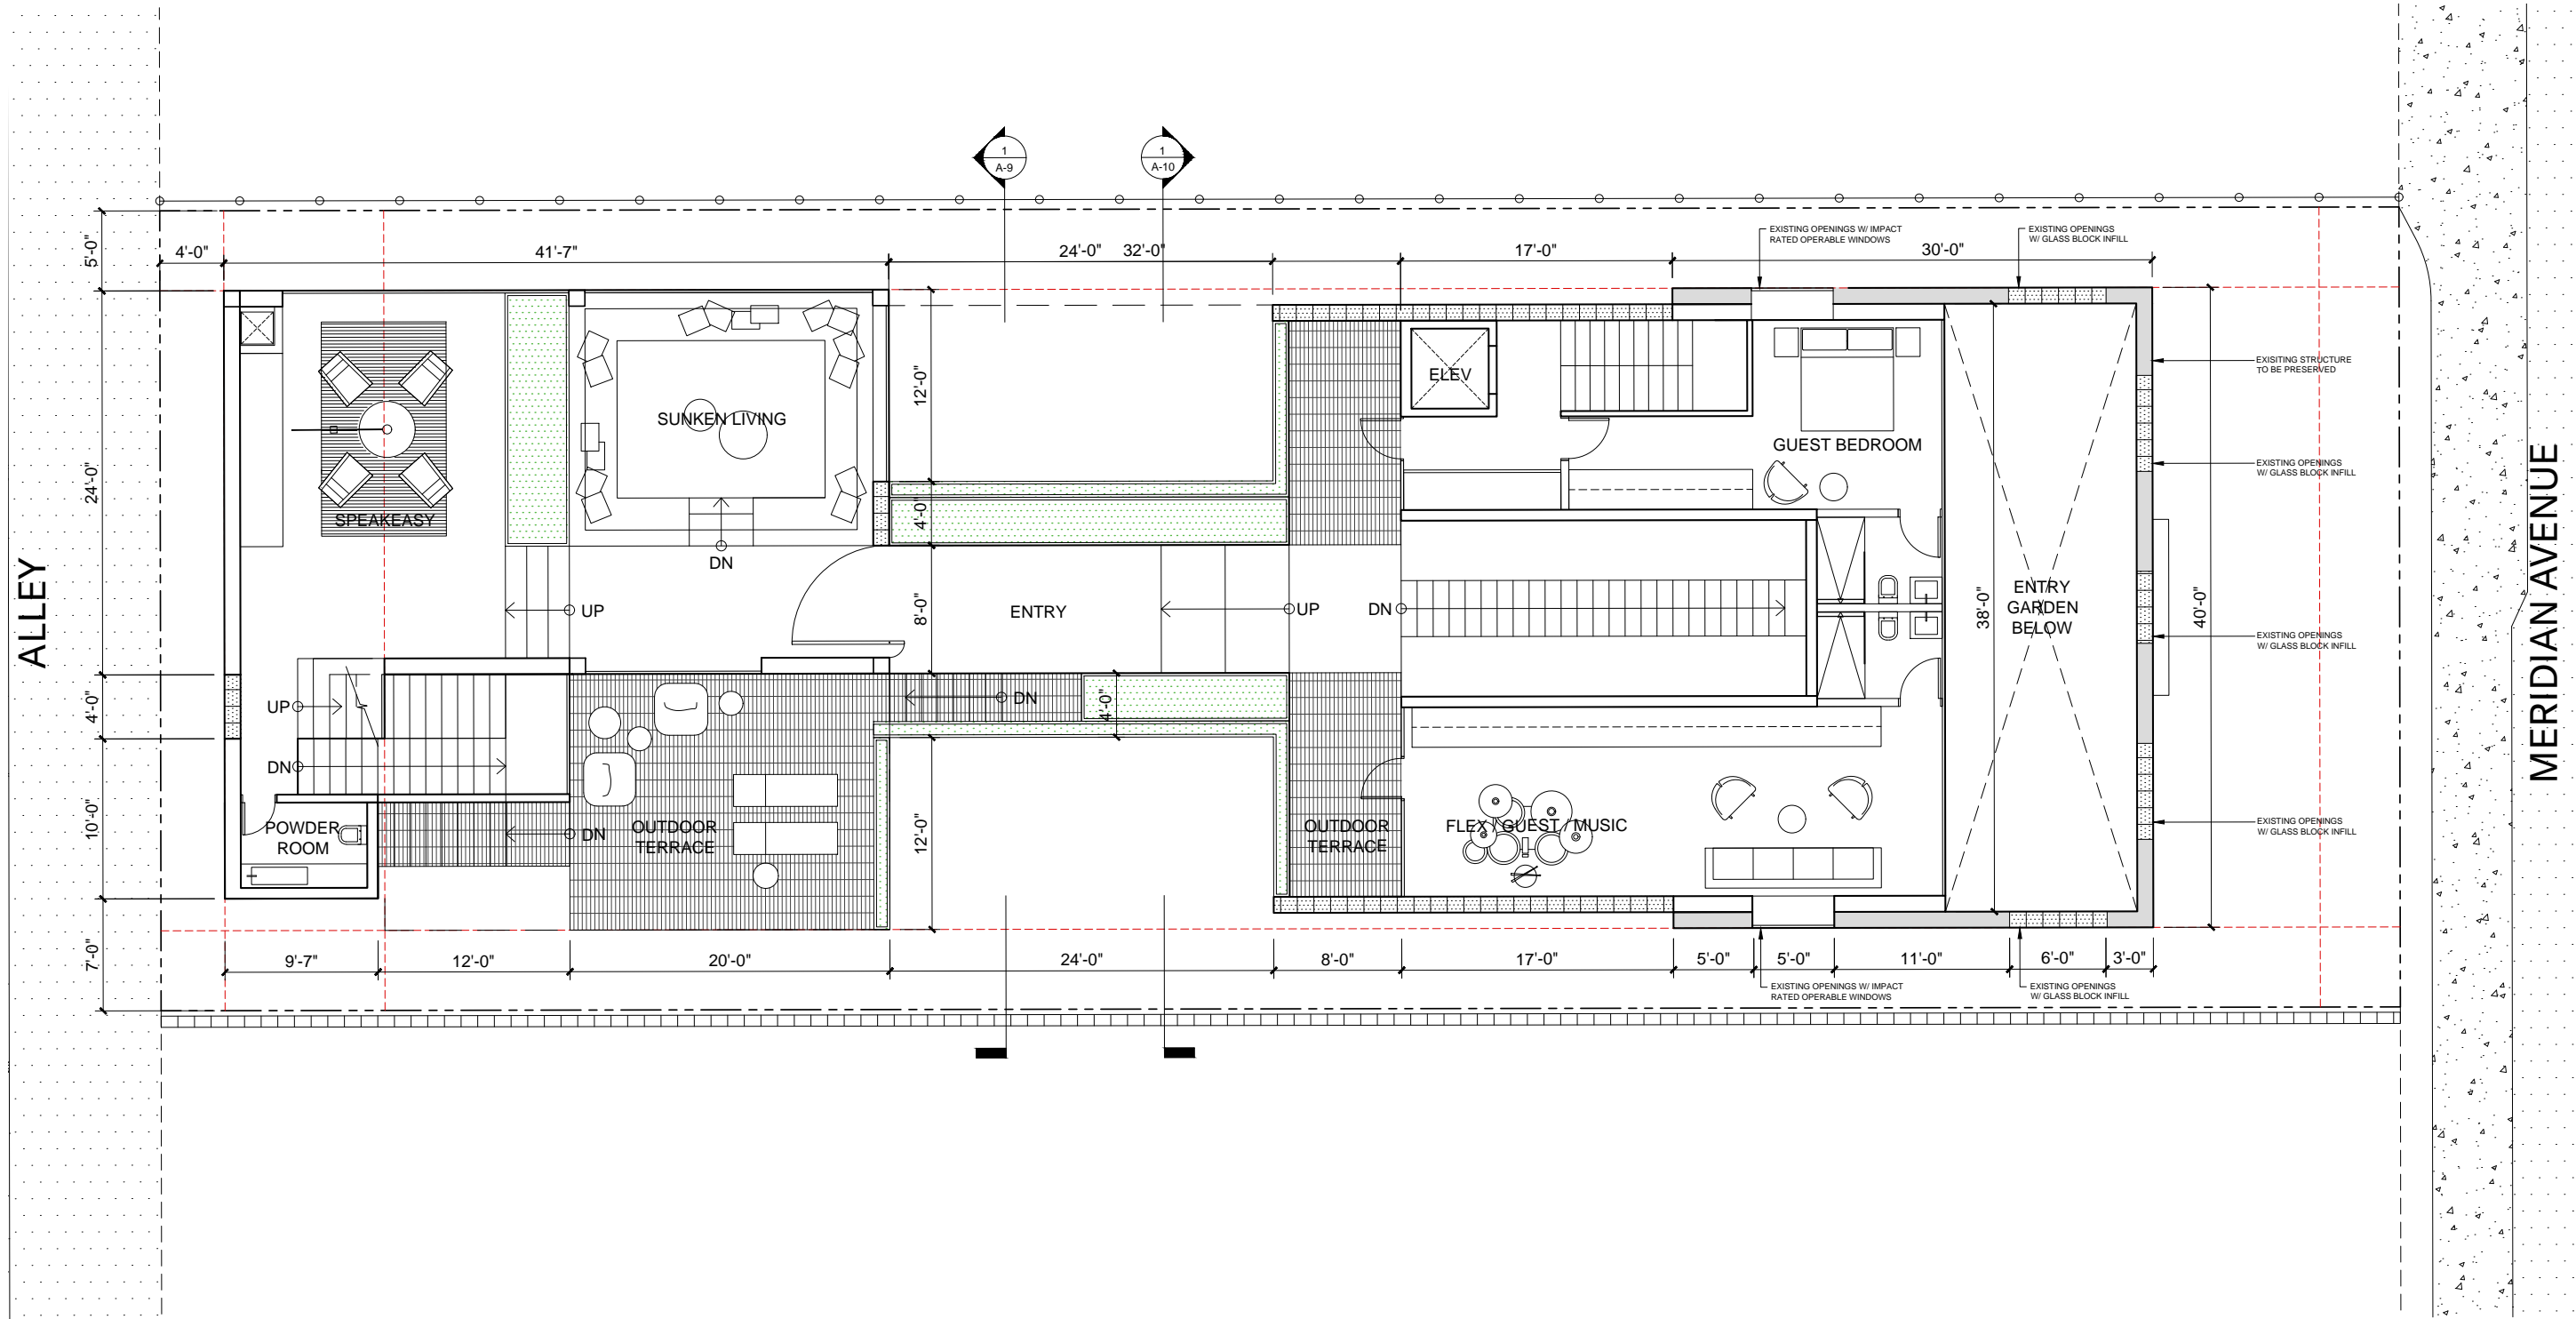 1
A-9
1
A-10
5'-0"
4'-0"
41'-7"
24'-0"
32'-0"
17'-0"
30'-0"
EXISTING OPENINGS W/ IMPACT
RATED OPERABLE WINDOWS
EXISTING OPENINGS
W/ GLASS BLOCK INFILL
EXISITING STRUCTURE
TO BE PRESERVED
12'-0"
ELEV
SUNKEN LIVING
GUEST BEDROOM
EXISTING OPENINGS
W/ GLASS BLOCK INFILL
24'-0"
SPEAKEASY
4'-0"
DN
ALLEY
MERIDIAN AVENUE
UP
8'-0"
ENTRY
UP
DN
38'-0"
ENTRY
GARDEN
BELOW
40'-0"
EXISTING OPENINGS
W/ GLASS BLOCK INFILL
4'-0"
UP
DN
4'-0"
DN
10'-0"
POWDER
ROOM
DN
OUTDOOR
TERRACE
12'-0"
OUTDOOR
TERRACE
FLEX / GUEST / MUSIC
EXISTING OPENINGS
W/ GLASS BLOCK INFILL
7'-0"
9'-7"
12'-0"
20'-0"
24'-0"
8'-0"
17'-0"
5'-0"
5'-0"
11'-0"
6'-0"
3'-0"
EXISTING OPENINGS W/ IMPACT
RATED OPERABLE WINDOWS
EXISTING OPENINGS
W/ GLASS BLOCK INFILL